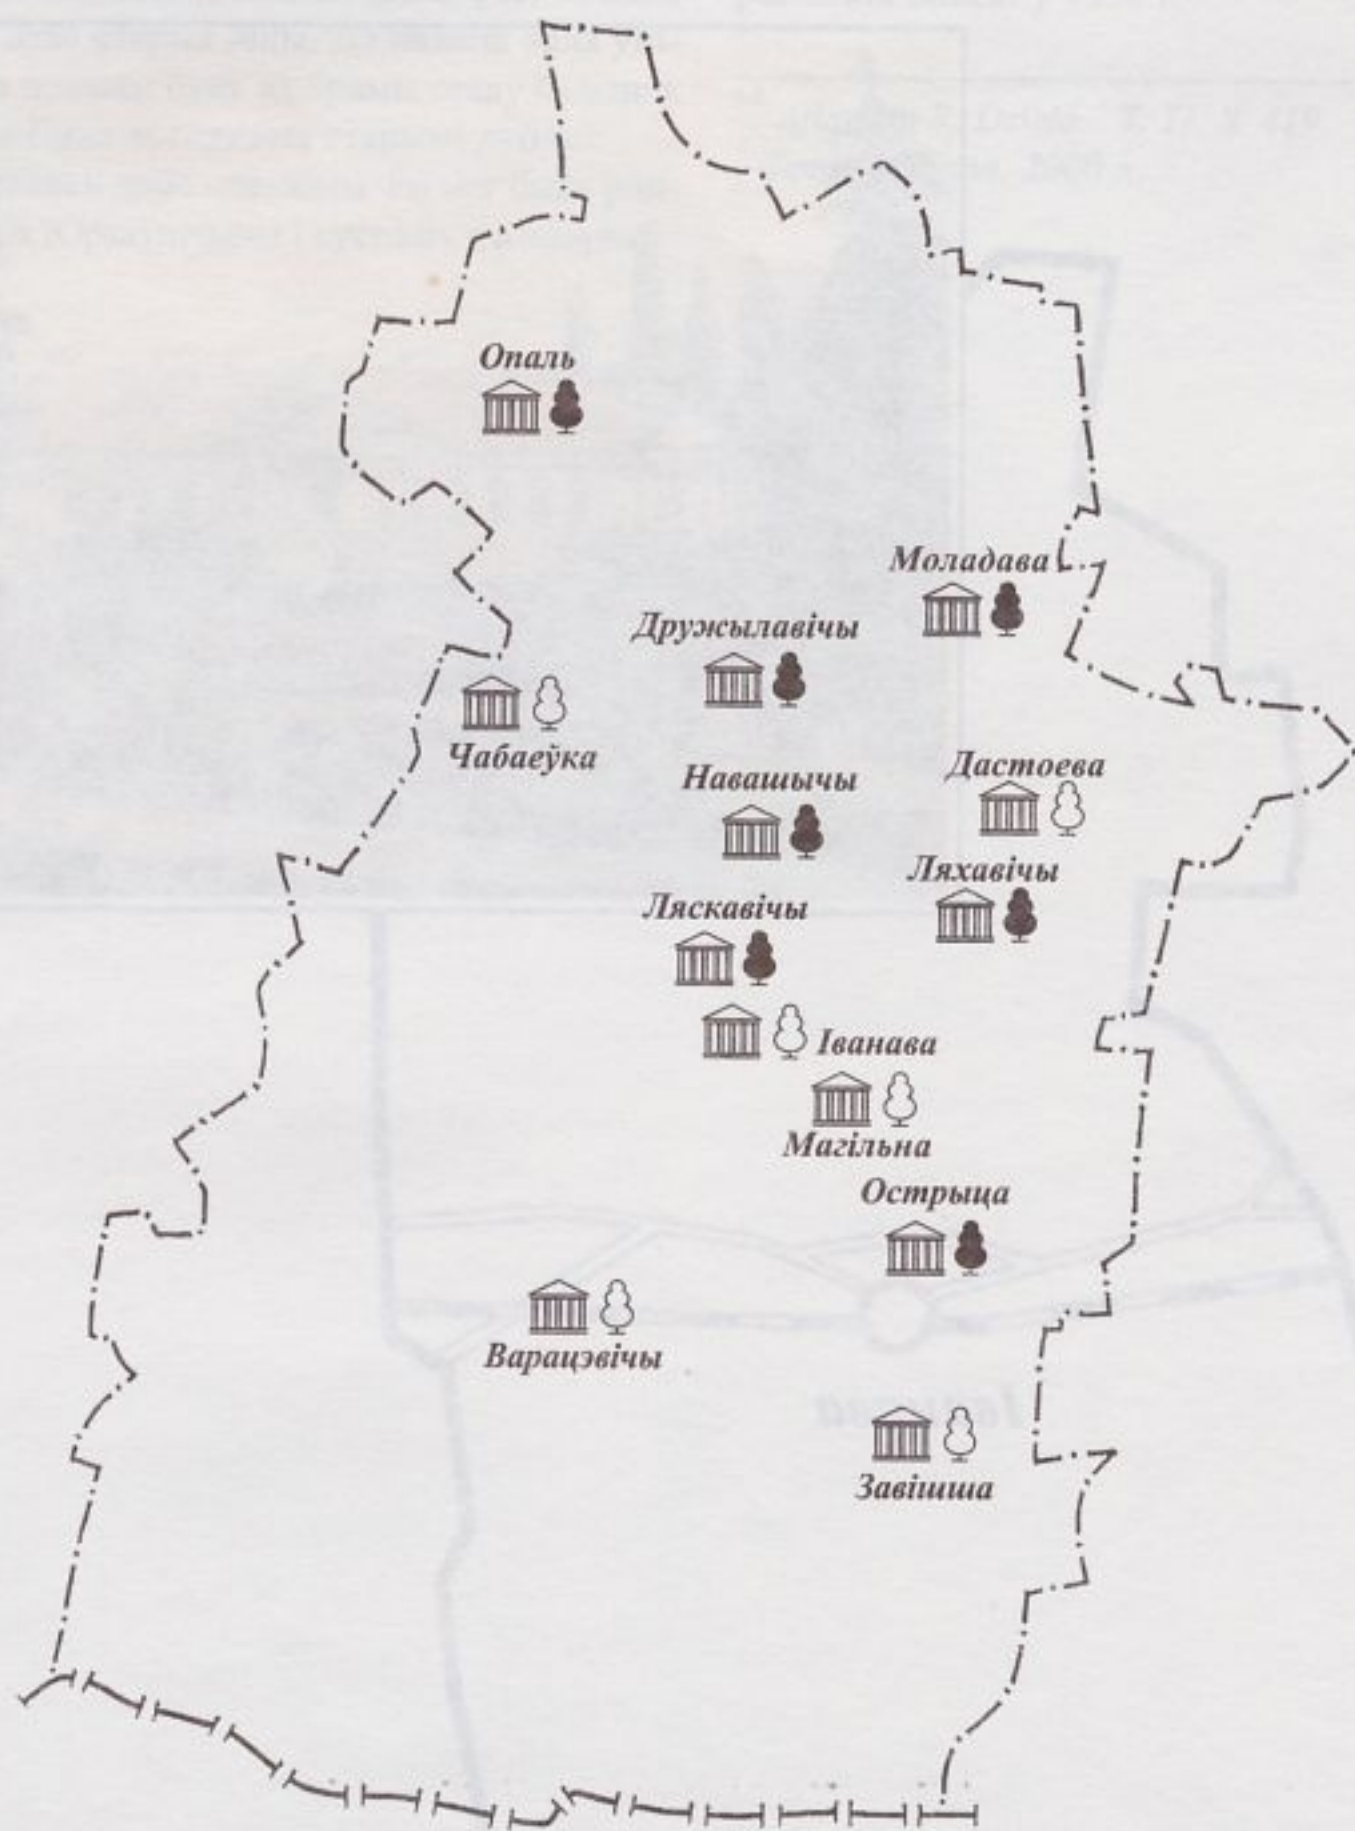 Опаль
Моладава
Дружылавічы
Чабаеўка
Навашычы
Дастоева
Ляхавічы
Ляскавічы
Іванава
Магільна
Острыца
Варацэвічы
Завішша